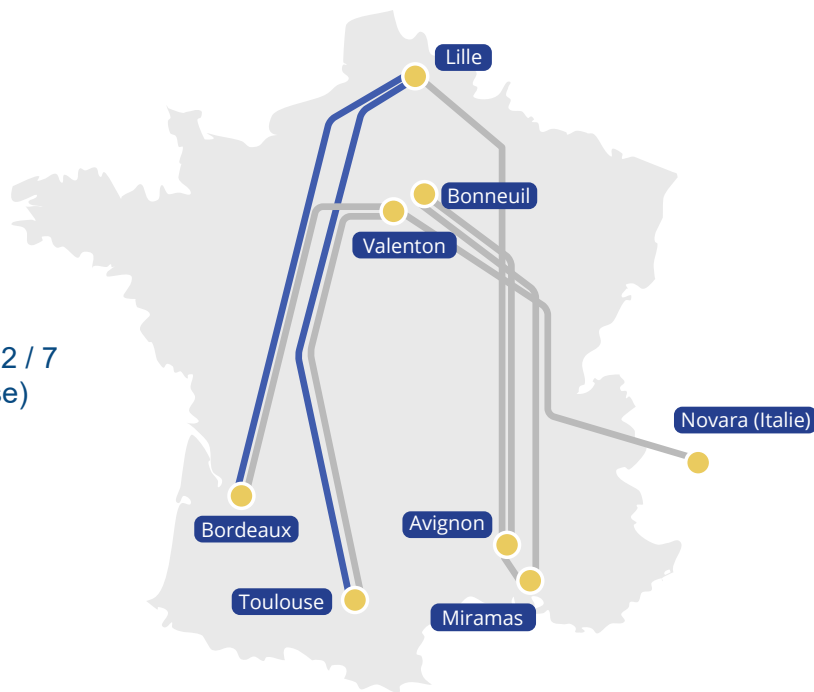 Lille
Bonneuil
Valenton
2 / 7
e)
Novara (Italie)
Avignon
Bordeaux
Toulouse
Miramas